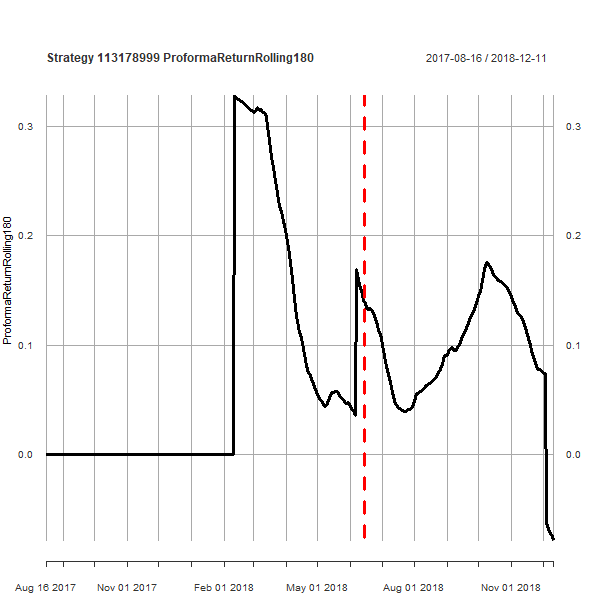 Strategy 113178999 ProformaReturnRolling180
2017-08-16 / 2018-12-11
ProformaReturnRolling180
0.3
0.3
0.2
0.2
0.1
0.1
0.0
0.0
Aug 16 2017
Nov 01 2017
Feb 01 2018
May 01 2018
Aug 01 2018
Nov 01 2018